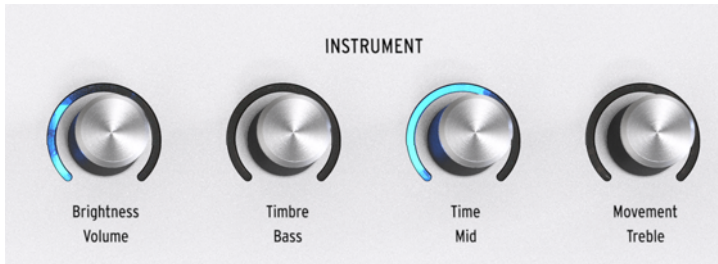 INSTRUMENT
Brightness Timbre Time Movement
Volume Bass Mid Treble